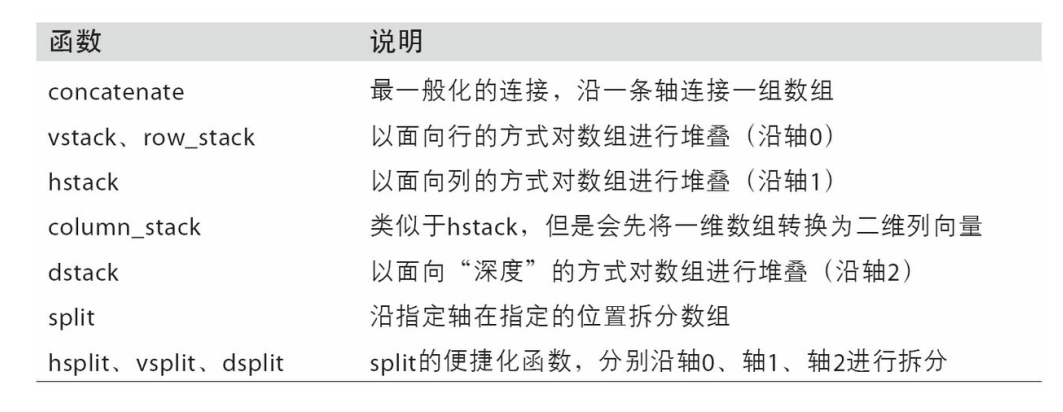 函数 说明
concatenate 最一般化的连接，沿一条轴连接一组数组
vstack、row_stack 以面向行的方式对数组进行堆叠（沿轴0）
hstack 以面向列的方式对数组进行堆叠（沿轴1）
column_stack 类似于hstack，但是会先将一维数组转换为二维列向量
dstack 以面向“深度”的方式对数组进行堆叠（沿轴2）
split 沿指定轴在指定的位置拆分数组
hsplit、vsplit、dsplit split的便捷化函数，分别沿轴0、轴1、轴2进行拆分